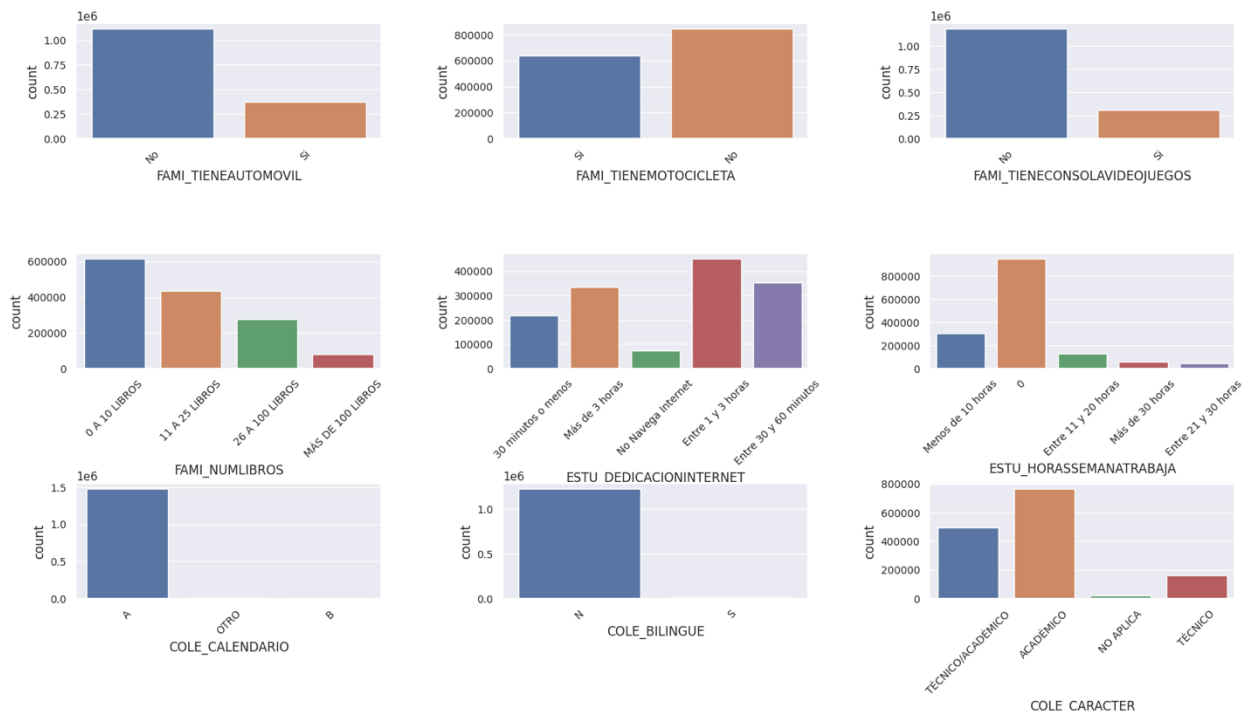 1e6
count
1.00
0.75
0.50
0.25
0.00
No
Si
FAMI_TIENEAUTOMOVIL
count
800000
600000
400000
200000
0
Si
No
FAMI_TIENEMOTOCICLETA
1e6
count
1.00
0.75
0.50
0.25
0.00
No
Si
FAMI_TIENECONSOLAVIDEOJUEGOS
count
600000
400000
200000
0
0 A 10 LIBROS
11 A 25 LIBROS
26 A 100 LIBROS
MÁS DE 100 LIBROS
FAMI_NUMLIBROS
count
400000
300000
200000
100000
0
30 minutos o menos
Más de 3 horas
No Navega Internet
Entre 1 y 3 horas
Entre 30 y 60 minutos
ESTU_DEDICACIONINTERNET
count
800000
600000
400000
200000
0
Menos de 10 horas
0
Entre 11 y 20 horas
Más de 30 horas
Entre 21 y 30 horas
ESTU_HORASSEMANATRABAJA
1e6
count
1.5
1.0
0.5
0.0
A
OTRO
B
COLE_CALENDARIO
1e6
count
1.0
0.5
0.0
N
S
COLE_BILINGUE
count
800000
600000
400000
200000
0
TÉCNICO/ACADÉMICO
ACADÉMICO
NO APLICA
TÉCNICO
COLE_CARACTER